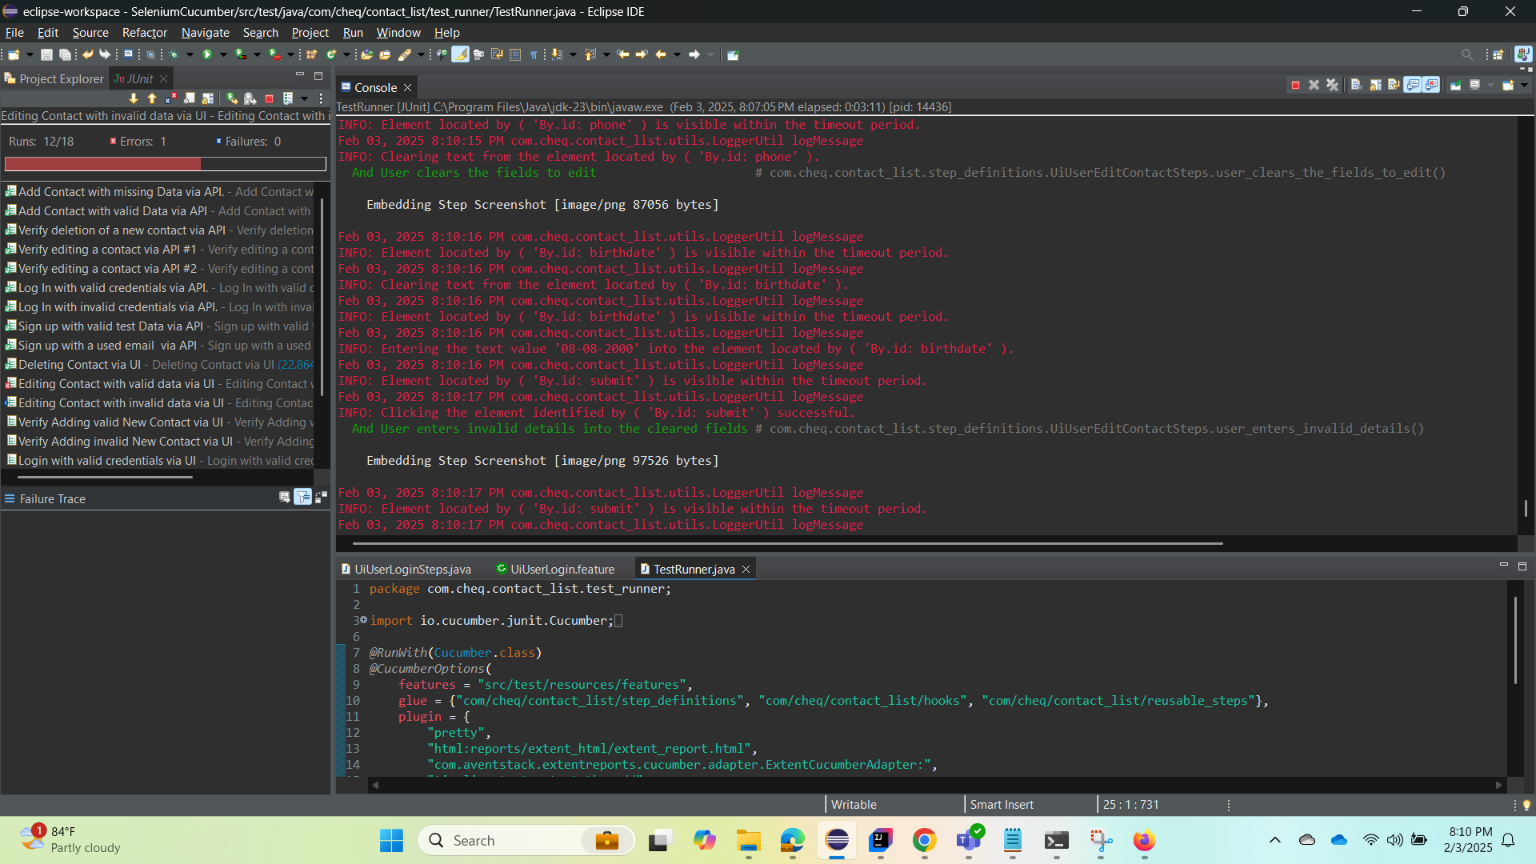 eclipse-workspace - SeleniumCucumber/src/test/java/com/cheq/contact_list/test_runner/TestRunner.java - Eclipse IDE
File Edit Source Refactor Navigate Search Project Run Window Help
Project Explorer
JUnit
Editing Contact with invalid data via UI - Editing Contact with i
Runs: 12/18 Errors: 1 Failures: 0
Add Contact with missing Data via API. - Add Contact w
Add Contact with valid Data via API - Add Contact with
Verify deletion of a new contact via API - Verify deletion
Verify editing a contact via API #1 - Verify editing a cont
Verify editing a contact via API #2 - Verify editing a cont
Log In with valid credentials via API. - Log In with valid c
Log In with invalid credentials via API. - Log In with inva
Sign up with valid test Data via API - Sign up with valid
Sign up with a used email  via API - Sign up with a used
Deleting Contact via UI - Deleting Contact via UI (22.864
Editing Contact with valid data via UI - Editing Contact v
Editing Contact with invalid data via UI - Editing Contac
Verify Adding valid New Contact via UI - Verify Adding v
Verify Adding invalid New Contact via UI - Verify Adding
Login with valid credentials via UI - Login with valid crec
Failure Trace
Console
TestRunner [JUnit] C:\Program Files\Java\jdk-23\bin\javaw.exe (Feb 3, 2025, 8:07:05 PM elapsed: 0:03:11) [pid: 14436]
INFO: Element located by ( 'By.id: phone' ) is visible within the timeout period.
Feb 03, 2025 8:10:15 PM com.cheq.contact_list.utils.LoggerUtil logMessage
INFO: Clearing text from the element located by ( 'By.id: phone' ).
And User clears the fields to edit # com.cheq.contact_list.step_definitions.UiUserEditContactSteps.user_clears_the_fields_to_edit()
Embedding Step Screenshot [image/png 87056 bytes]
Feb 03, 2025 8:10:16 PM com.cheq.contact_list.utils.LoggerUtil logMessage
INFO: Element located by ( 'By.id: birthdate' ) is visible within the timeout period.
Feb 03, 2025 8:10:16 PM com.cheq.contact_list.utils.LoggerUtil logMessage
INFO: Clearing text from the element located by ( 'By.id: birthdate' ).
Feb 03, 2025 8:10:16 PM com.cheq.contact_list.utils.LoggerUtil logMessage
INFO: Element located by ( 'By.id: birthdate' ) is visible within the timeout period.
Feb 03, 2025 8:10:16 PM com.cheq.contact_list.utils.LoggerUtil logMessage
INFO: Entering the text value '08-08-2000' into the element located by ( 'By.id: birthdate' ).
Feb 03, 2025 8:10:16 PM com.cheq.contact_list.utils.LoggerUtil logMessage
INFO: Element located by ( 'By.id: submit' ) is visible within the timeout period.
Feb 03, 2025 8:10:17 PM com.cheq.contact_list.utils.LoggerUtil logMessage
INFO: Clicking the element identified by ( 'By.id: submit' ) successful.
And User enters invalid details into the cleared fields # com.cheq.contact_list.step_definitions.UiUserEditContactSteps.user_enters_invalid_details()
Embedding Step Screenshot [image/png 97526 bytes]
Feb 03, 2025 8:10:17 PM com.cheq.contact_list.utils.LoggerUtil logMessage
INFO: Element located by ( 'By.id: submit' ) is visible within the timeout period.
Feb 03, 2025 8:10:17 PM com.cheq.contact_list.utils.LoggerUtil logMessage
UiUserLoginSteps.java UiUserLogin.feature TestRunner.java
1 package com.cheq.contact_list.test_runner;
2
3 import io.cucumber.junit.Cucumber;
6
7 @RunWith(Cucumber.class)
8 @CucumberOptions(
9 features = "src/test/resources/features",
10 glue = {"com/cheq/contact_list/step_definitions", "com/cheq/contact_list/hooks", "com/cheq/contact_list/reusable_steps"},
11 plugin = {
12 "pretty",
13 "html:reports/extent_html/extent_report.html",
14 "com.aventstack.extentreports.cucumber.adapter.ExtentCucumberAdapter:",
Writable Smart Insert 25 : 1 : 731
1
84°F
Partly cloudy
Search
8:10 PM
2/3/2025